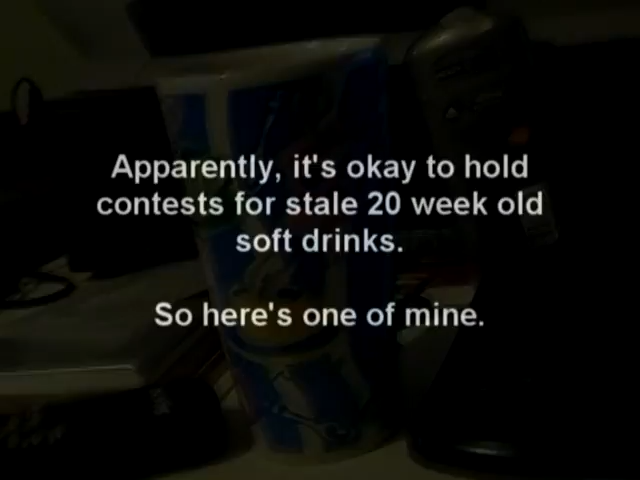 Apparently, it's okay to hold
contests for stale 20 week old
soft drinks.
So here's one of mine.